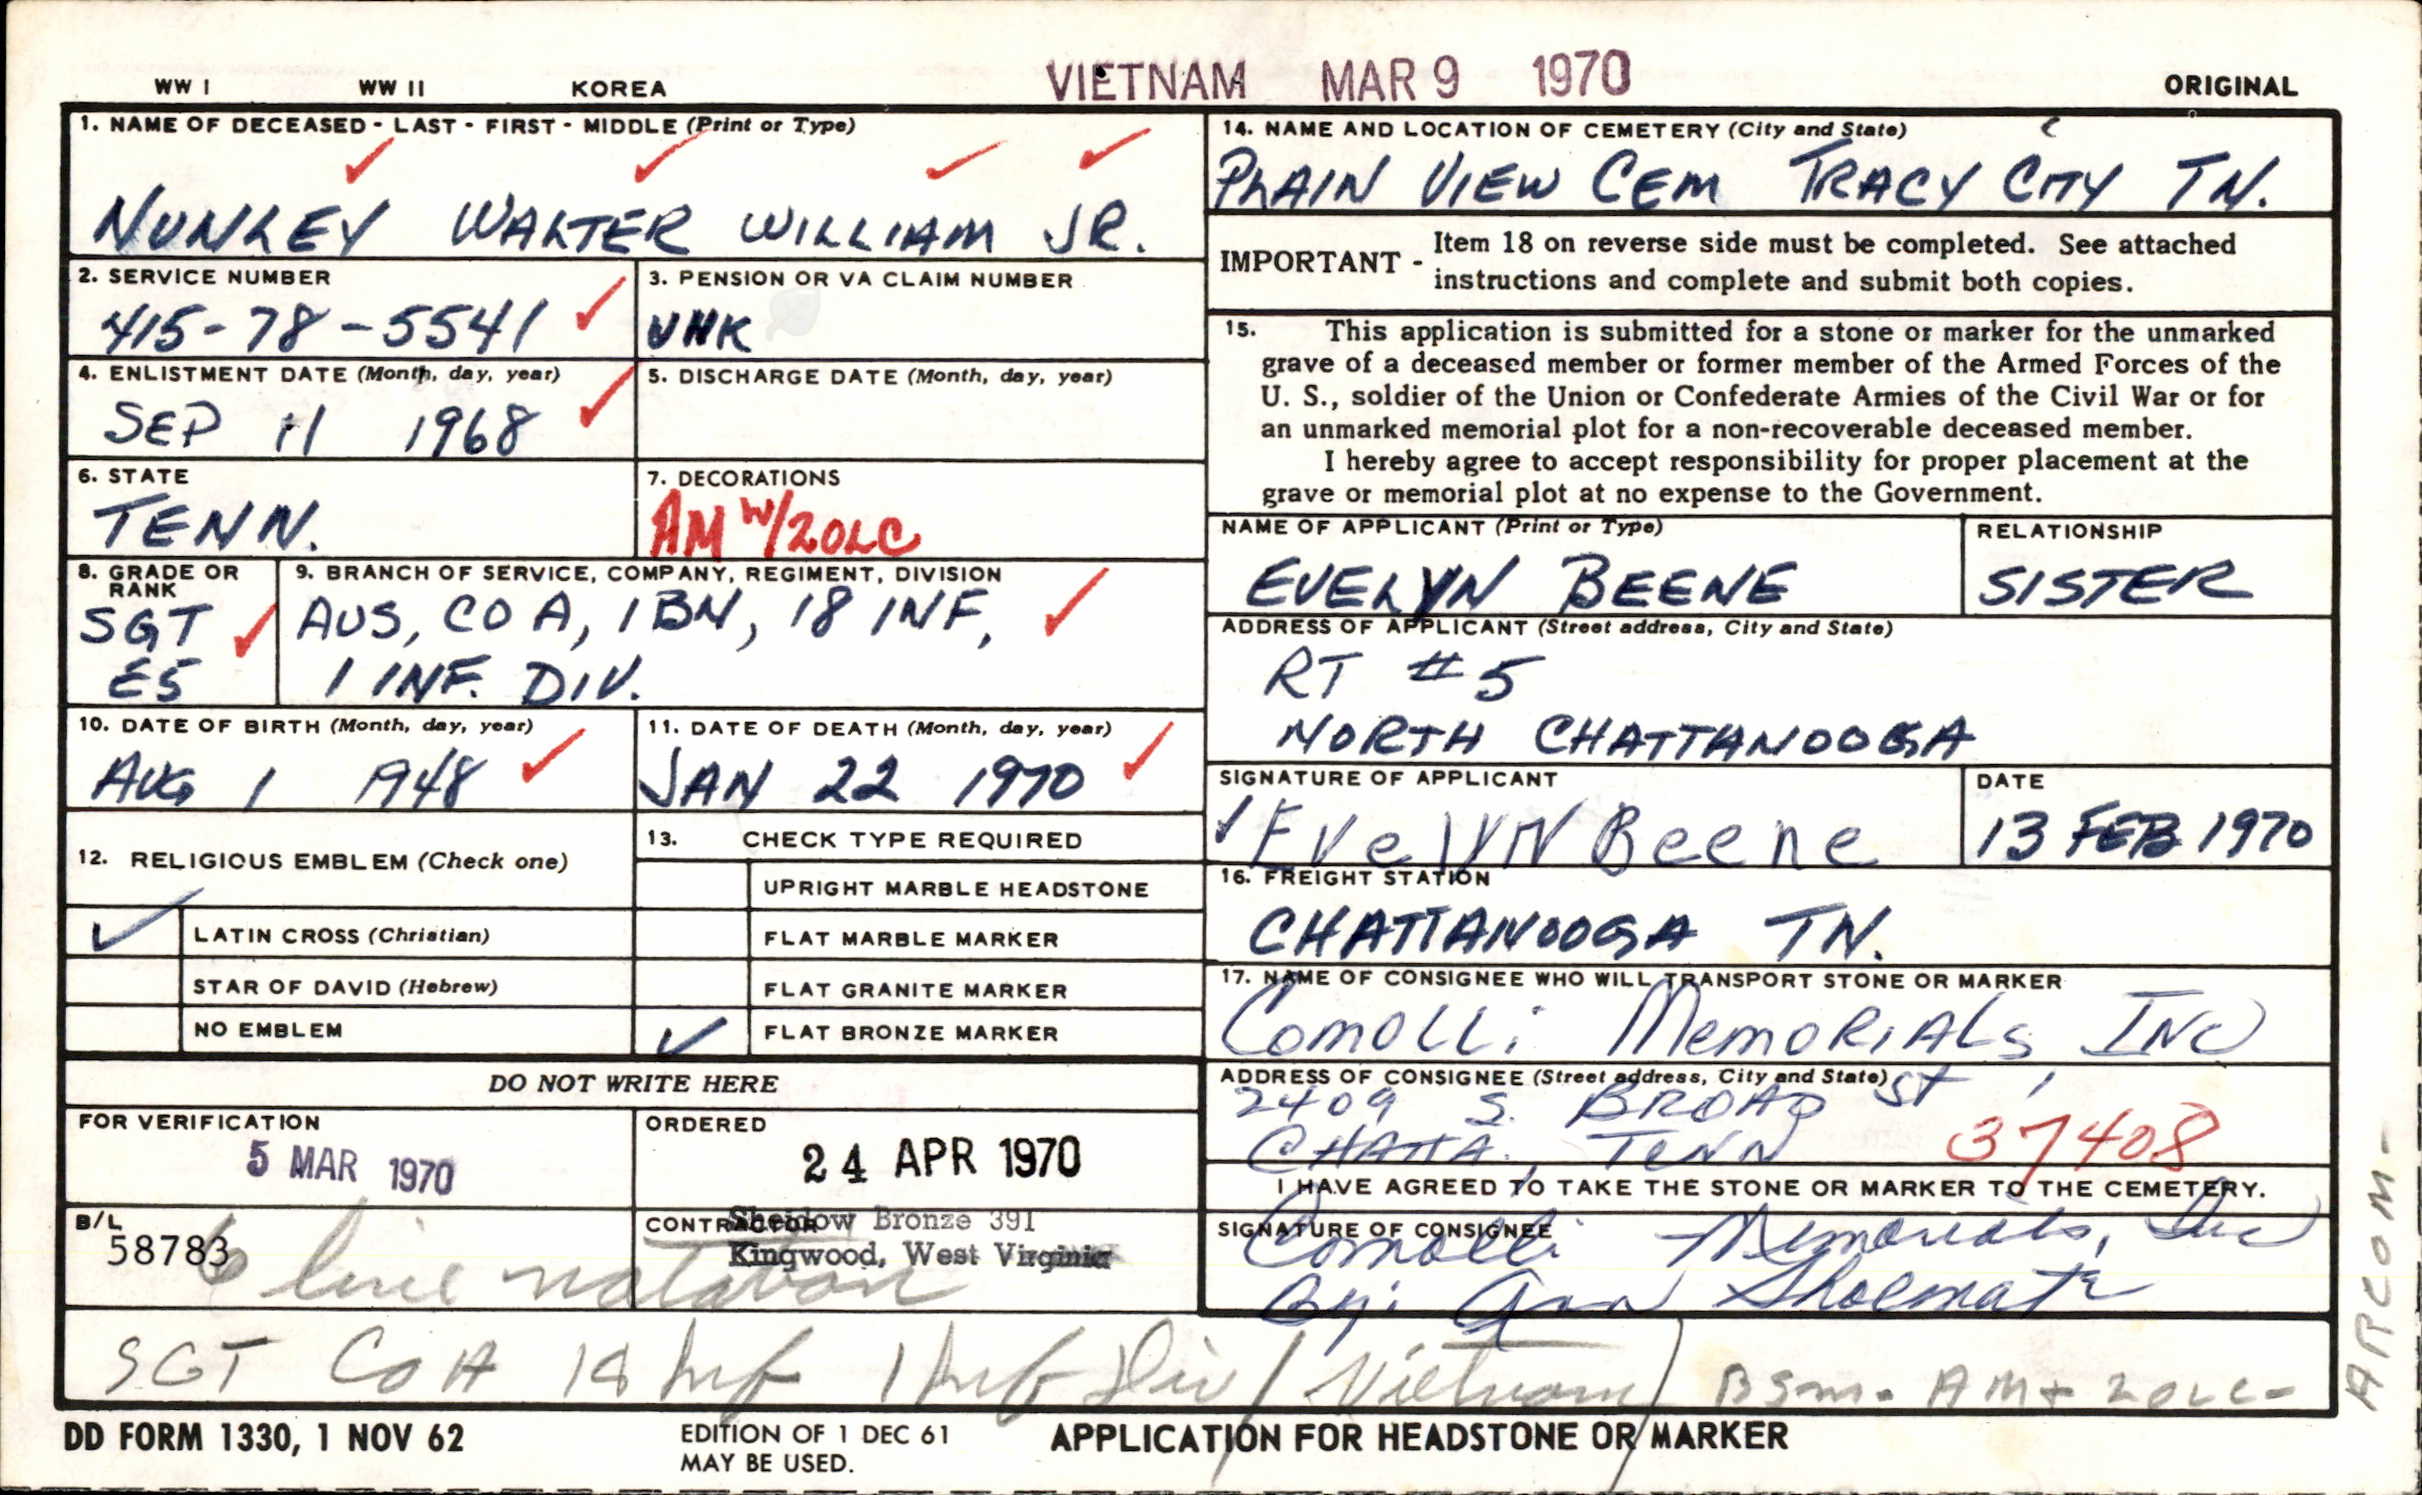 WW I WW II KOREA VIETNAM MAR 9 1970 ORIGINAL
1. NAME OF DECEASED - LAST - FIRST - MIDDLE (Print or Type)
NUNLEY WALTER WILLIAM JR.
2. SERVICE NUMBER
415-78-5541
3. PENSION OR VA CLAIM NUMBER
UNK
4. ENLISTMENT DATE (Month, day, year)
SEP 11 1968
5. DISCHARGE DATE (Month, day, year)
6. STATE
TENN.
7. DECORATIONS
AM W/2OLC
8. GRADE OR RANK
SGT
E5
9. BRANCH OF SERVICE, COMPANY, REGIMENT, DIVISION
AUS, CO A, 1 BN, 18 INF,
1 INF. DIV.
10. DATE OF BIRTH (Month, day, year)
AUG 1 1948
11. DATE OF DEATH (Month, day, year)
JAN 22 1970
12. RELIGIOUS EMBLEM (Check one)
✓ LATIN CROSS (Christian)
STAR OF DAVID (Hebrew)
NO EMBLEM
13. CHECK TYPE REQUIRED
UPRIGHT MARBLE HEADSTONE
FLAT MARBLE MARKER
FLAT GRANITE MARKER
✓ FLAT BRONZE MARKER
DO NOT WRITE HERE
FOR VERIFICATION
5 MAR 1970
ORDERED
24 APR 1970
B/L
58783
CONTRACTOR
Sheidow Bronze 391
Kingwood, West Virginia
6 line notation
14. NAME AND LOCATION OF CEMETERY (City and State)
PLAIN VIEW CEM TRACY CITY TN.
IMPORTANT - Item 18 on reverse side must be completed. See attached
instructions and complete and submit both copies.
15. This application is submitted for a stone or marker for the unmarked
grave of a deceased member or former member of the Armed Forces of the
U. S., soldier of the Union or Confederate Armies of the Civil War or for
an unmarked memorial plot for a non-recoverable deceased member.
I hereby agree to accept responsibility for proper placement at the
grave or memorial plot at no expense to the Government.
NAME OF APPLICANT (Print or Type)
EVELYN BEENE
RELATIONSHIP
SISTER
ADDRESS OF APPLICANT (Street address, City and State)
RT #5
NORTH CHATTANOOGA
SIGNATURE OF APPLICANT
✓ EVelyN Beene
DATE
13 FEB 1970
16. FREIGHT STATION
CHATTANOOGA TN.
17. NAME OF CONSIGNEE WHO WILL TRANSPORT STONE OR MARKER
Comolli Memorials Inc
ADDRESS OF CONSIGNEE (Street address, City and State)
2409 S. BROAD St
CHATTA., TENN 37408
I HAVE AGREED TO TAKE THE STONE OR MARKER TO THE CEMETERY.
SIGNATURE OF CONSIGNEE
Comolli Memorials, Inc
By: Ann Shoemate
SGT Co A 18 Inf 1 Inf Div / Vietnam / BSM - AM & 2 OLC -
ARCOM -
DD FORM 1330, 1 NOV 62
EDITION OF 1 DEC 61
MAY BE USED.
APPLICATION FOR HEADSTONE OR MARKER